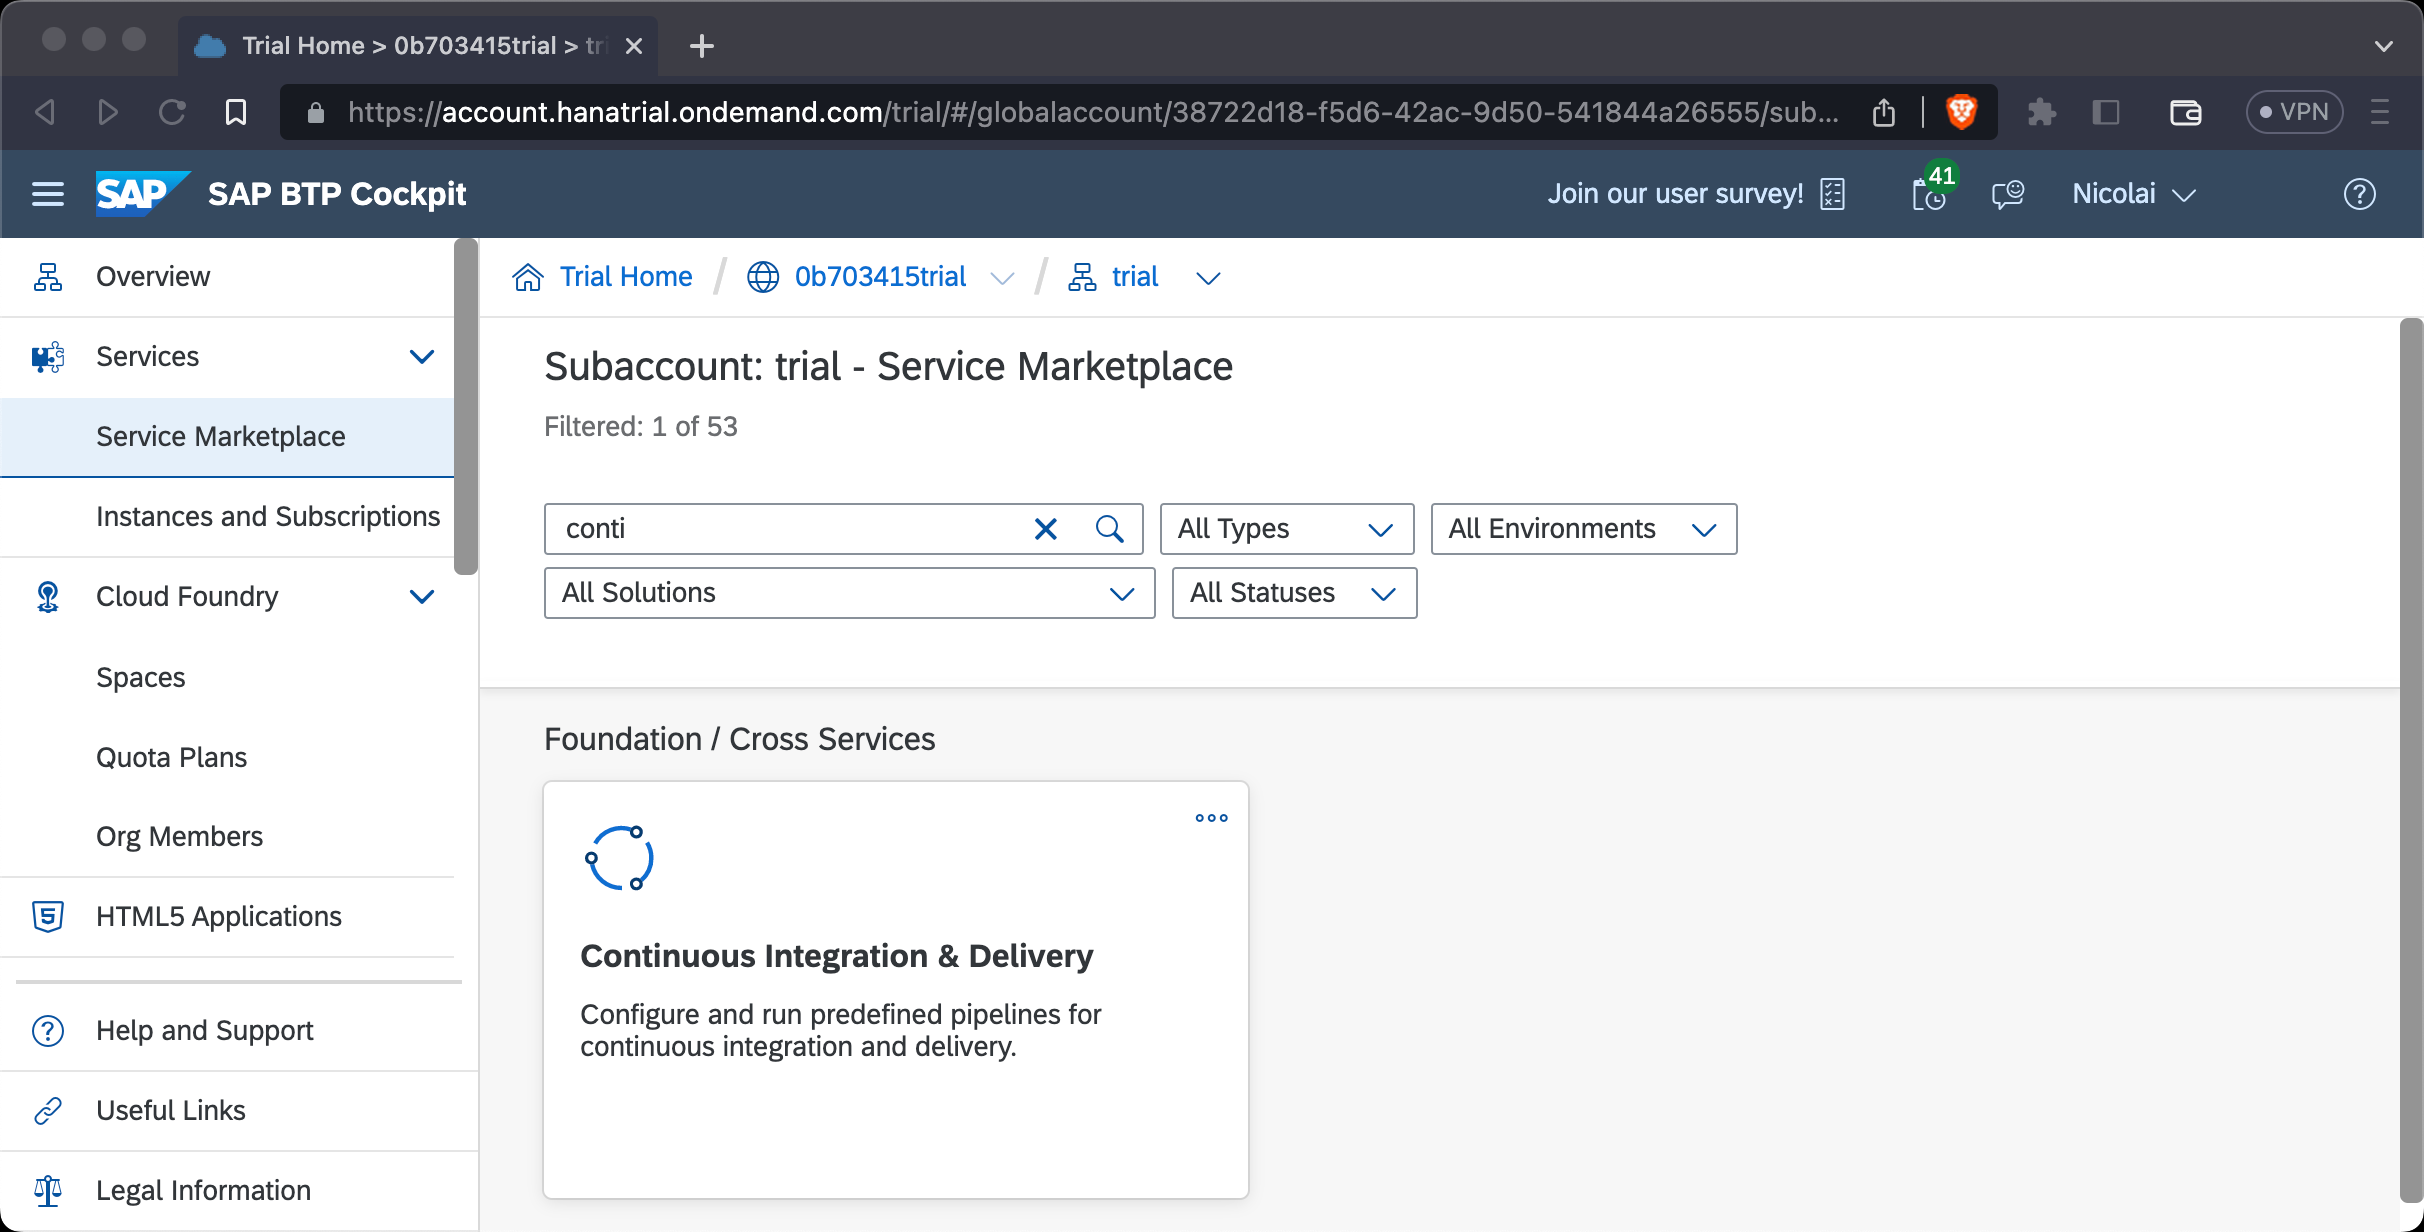 Trial Home > 0b703415trial > tri
https://account.hanatrial.ondemand.com/trial/#/globalaccount/38722d18-f5d6-42ac-9d50-541844a26555/sub...
VPN
SAP
SAP BTP Cockpit
Join our user survey!
41
Nicolai
Overview
Services
Service Marketplace
Instances and Subscriptions
Cloud Foundry
Spaces
Quota Plans
Org Members
HTML5 Applications
Help and Support
Useful Links
Legal Information
Trial Home / 0b703415trial / trial
Subaccount: trial - Service Marketplace
Filtered: 1 of 53
conti
All Types
All Environments
All Solutions
All Statuses
Foundation / Cross Services
Continuous Integration & Delivery
Configure and run predefined pipelines for
continuous integration and delivery.